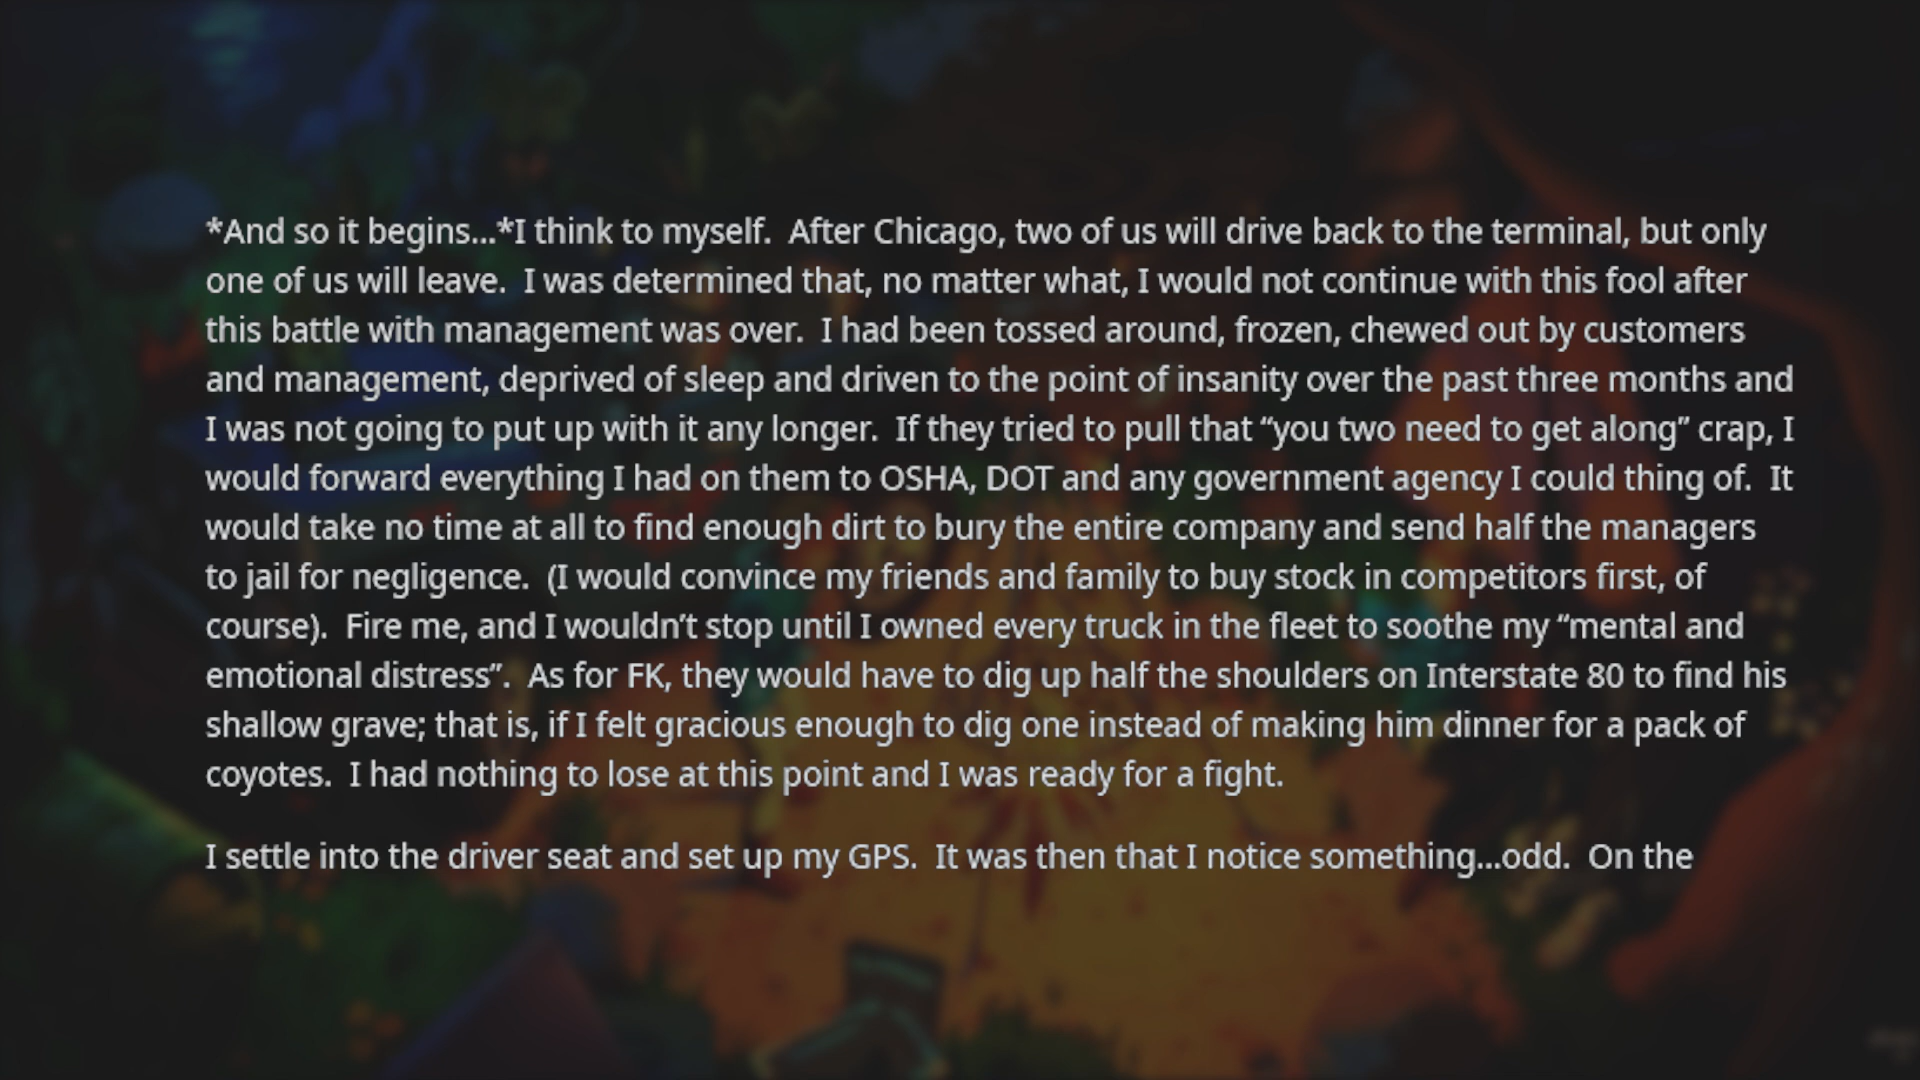 *And so it begins...*I think to myself.  After Chicago, two of us will drive back to the terminal, but only
one of us will leave.  I was determined that, no matter what, I would not continue with this fool after
this battle with management was over.  I had been tossed around, frozen, chewed out by customers
and management, deprived of sleep and driven to the point of insanity over the past three months and
I was not going to put up with it any longer.  If they tried to pull that “you two need to get along” crap, I
would forward everything I had on them to OSHA, DOT and any government agency I could thing of.  It
would take no time at all to find enough dirt to bury the entire company and send half the managers
to jail for negligence.  (I would convince my friends and family to buy stock in competitors first, of
course).  Fire me, and I wouldn’t stop until I owned every truck in the fleet to soothe my “mental and
emotional distress”.  As for FK, they would have to dig up half the shoulders on Interstate 80 to find his
shallow grave; that is, if I felt gracious enough to dig one instead of making him dinner for a pack of
coyotes.  I had nothing to lose at this point and I was ready for a fight.
I settle into the driver seat and set up my GPS.  It was then that I notice something...odd.  On the